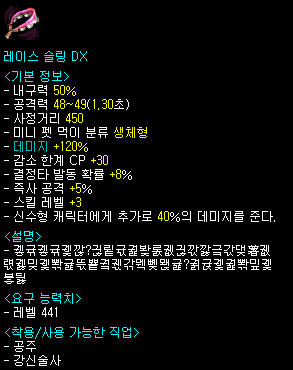 레이스 슬링 DX
<기본 정보>
- 내구력 50%
- 공격력 48~49(1.30초)
- 사정거리 450
- 미니 펫 먹이 분류 생체형
- 데미지 +120%
- 감소 한계 CP +30
- 결정타 발동 확률 +8%
- 즉사 공격 +5%
- 스킬 레벨 +3
- 신수형 캐릭터에게 추가로 40%의 데미지를 준다.
<설명>
<요구 능력치>
- 레벨 441
<착용/사용 가능한 직업>
- 공주
- 강신술사